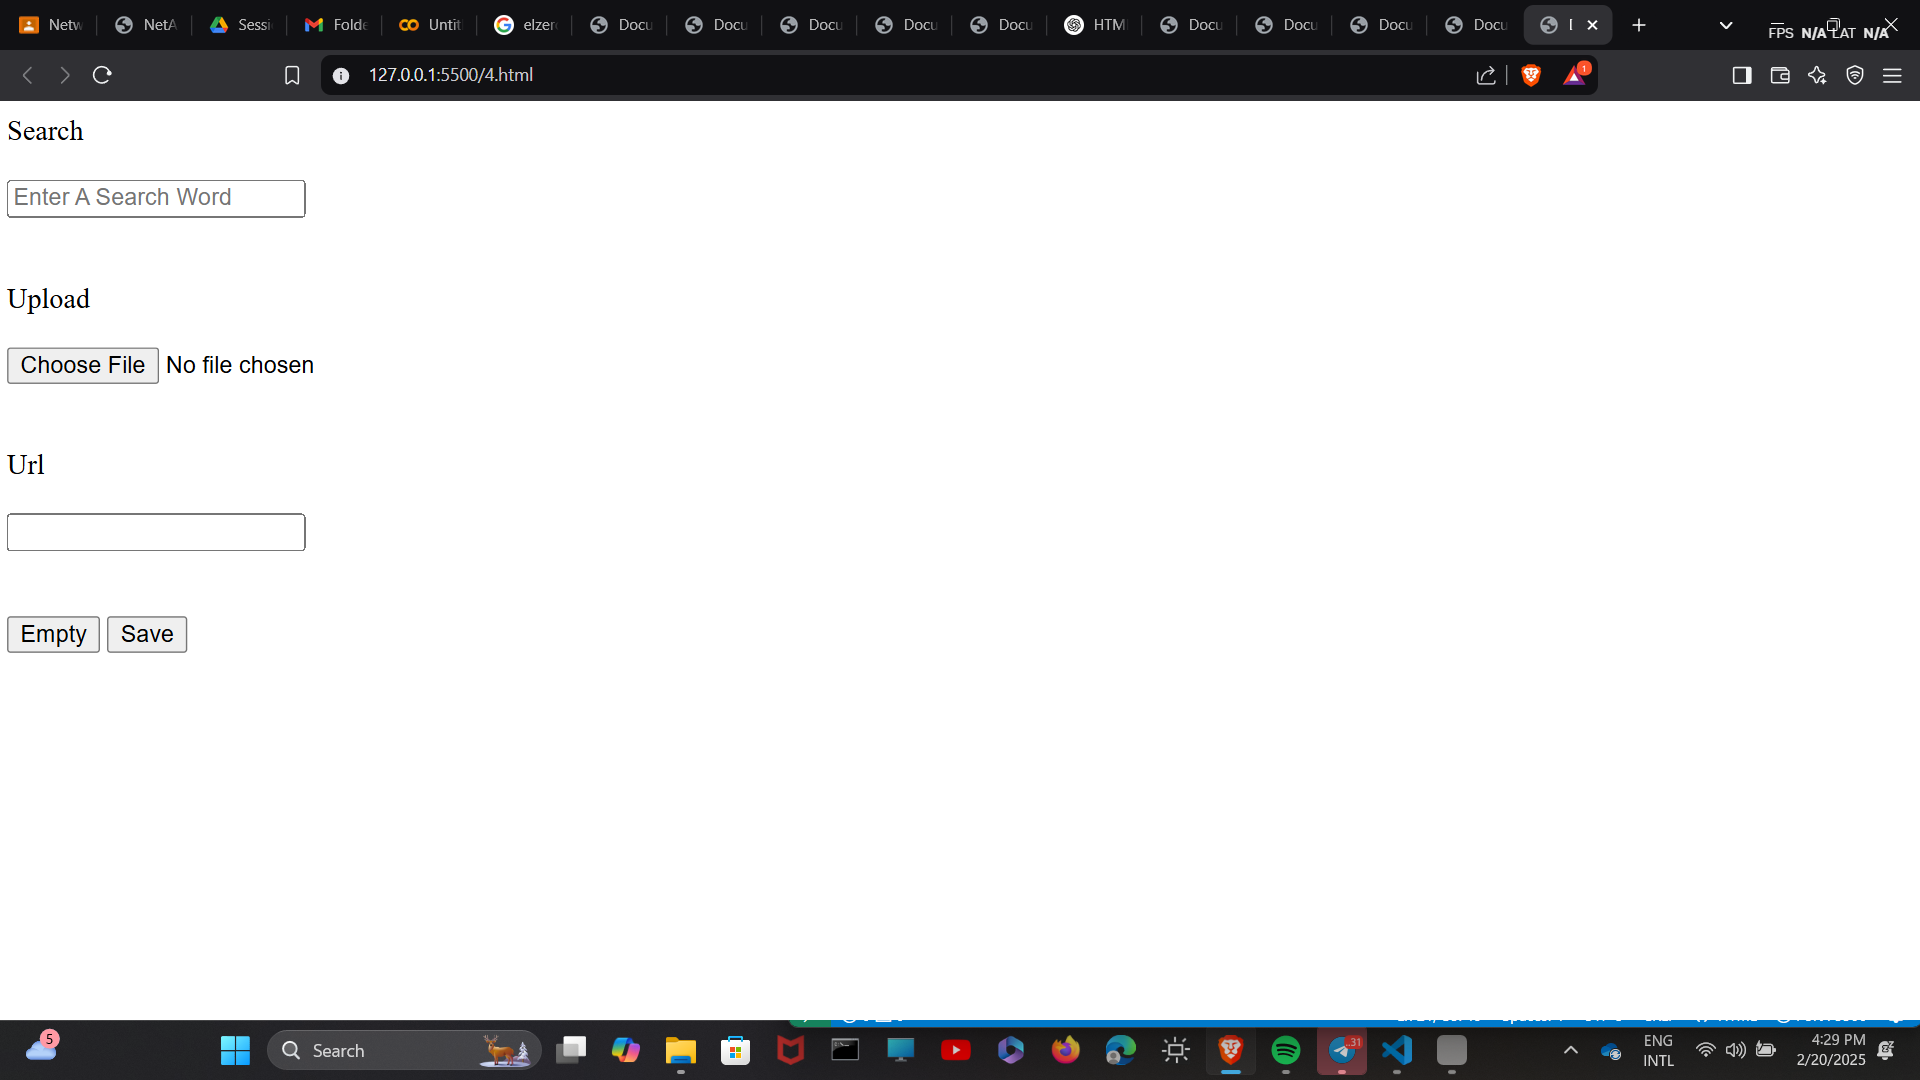 Netw NetA Sessi Folde Untit elzer Docu Docu Docu Docu Docu HTM Docu Docu Docu Docu
FPS N/A LAT N/A
127.0.0.1:5500/4.html 1
Search
Enter A Search Word
Upload
Choose File No file chosen
Url
Empty Save
5 Search 31 ENG INTL 4:29 PM
2/20/2025